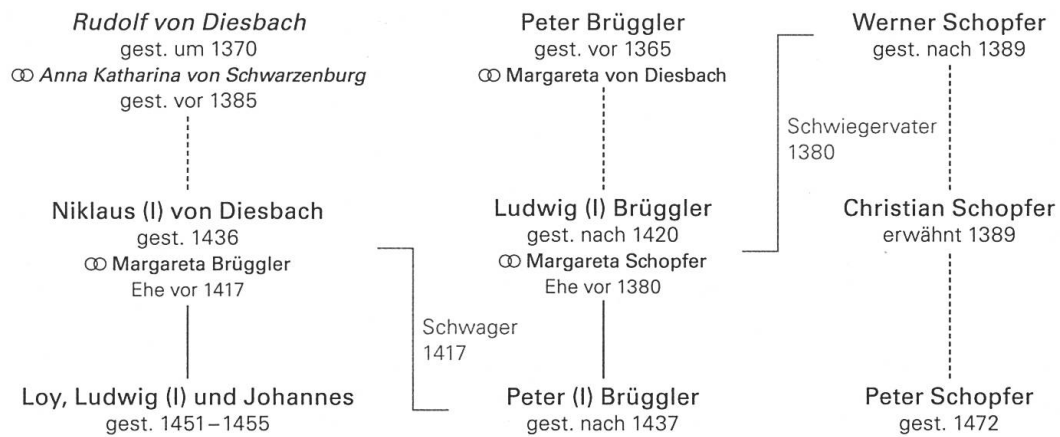 Rudolf von Diesbach
gest. um 1370
⚭ Anna Katharina von Schwarzenburg
gest. vor 1385
Niklaus (I) von Diesbach
gest. 1436
⚭ Margareta Brüggler
Ehe vor 1417
Loy, Ludwig (I) und Johannes
gest. 1451–1455
Schwager
1417
Peter Brüggler
gest. vor 1365
⚭ Margareta von Diesbach
Ludwig (I) Brüggler
gest. nach 1420
⚭ Margareta Schopfer
Ehe vor 1380
Peter (I) Brüggler
gest. nach 1437
Schwiegervater
1380
Werner Schopfer
gest. nach 1389
Christian Schopfer
erwähnt 1389
Peter Schopfer
gest. 1472